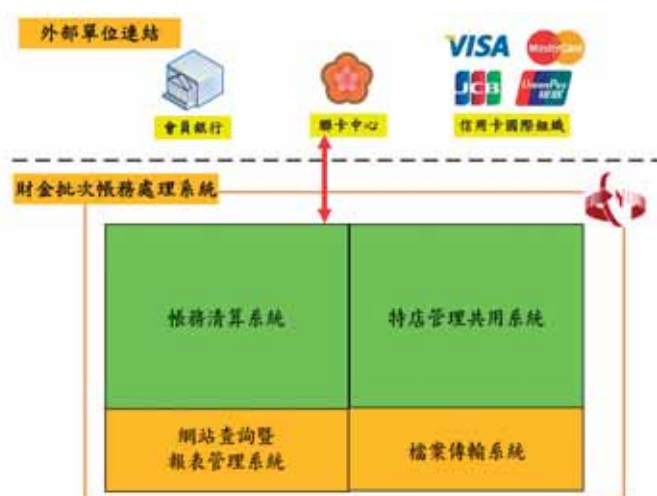 外部單位連結
VISA
MasterCard
JCB
UnionPay
銀聯
會員銀行
聯卡中心
信用卡國際組織
財金批次帳務處理系統
帳務清算系統
特店管理共用系統
網站查詢暨
報表管理系統
檔案傳輸系統